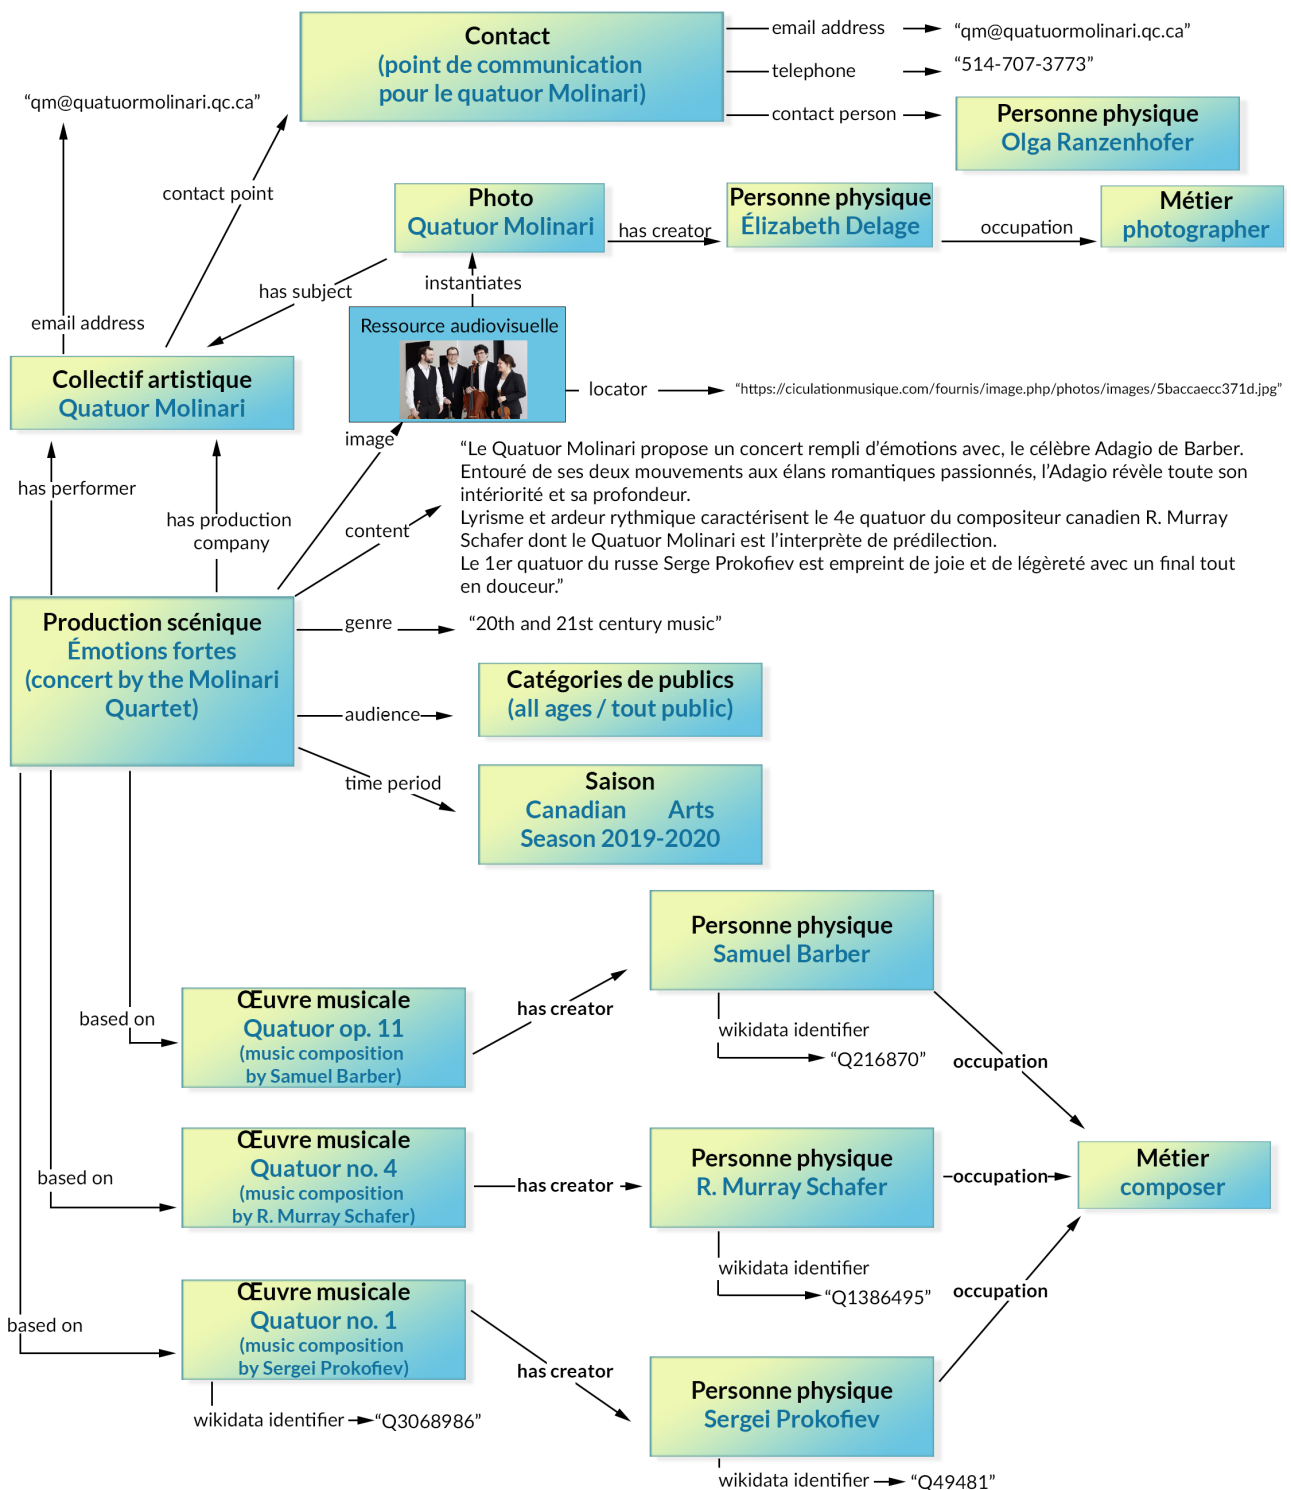 Contact
(point de communication
pour le quatuor Molinari)
email address
“qm@quatuormolinari.qc.ca”
telephone
“514-707-3773”
contact person
Personne physique
Olga Ranzenhofer
“qm@quatuormolinari.qc.ca”
contact point
Photo
Quatuor Molinari
has creator
Personne physique
Élizabeth Delage
occupation
Métier
photographer
has subject
instantiates
email address
Ressource audiovisuelle
locator
“https://ciculationmusique.com/fournis/image.php/photos/images/5baccaecc371d.jpg”
Collectif artistique
Quatuor Molinari
image
has performer
has production
company
content
“Le Quatuor Molinari propose un concert rempli d’émotions avec, le célèbre Adagio de Barber.
Entouré de ses deux mouvements aux élans romantiques passionnés, l’Adagio révèle toute son
intériorité et sa profondeur.
Lyrisme et ardeur rythmique caractérisent le 4e quatuor du compositeur canadien R. Murray
Schafer dont le Quatuor Molinari est l’interprète de prédilection.
Le 1er quatuor du russe Serge Prokofiev est empreint de joie et de légèreté avec un final tout
en douceur.”
Production scénique
Émotions fortes
(concert by the Molinari
Quartet)
genre
“20th and 21st century music”
audience
Catégories de publics
(all ages / tout public)
time period
Saison
Canadian Arts
Season 2019-2020
based on
Œuvre musicale
Quatuor op. 11
(music composition
by Samuel Barber)
has creator
Personne physique
Samuel Barber
wikidata identifier
“Q216870”
occupation
based on
Œuvre musicale
Quatuor no. 4
(music composition
by R. Murray Schafer)
has creator
Personne physique
R. Murray Schafer
occupation
Métier
composer
wikidata identifier
“Q1386495”
occupation
based on
Œuvre musicale
Quatuor no. 1
(music composition
by Sergei Prokofiev)
has creator
Personne physique
Sergei Prokofiev
wikidata identifier
“Q3068986”
wikidata identifier
“Q49481”